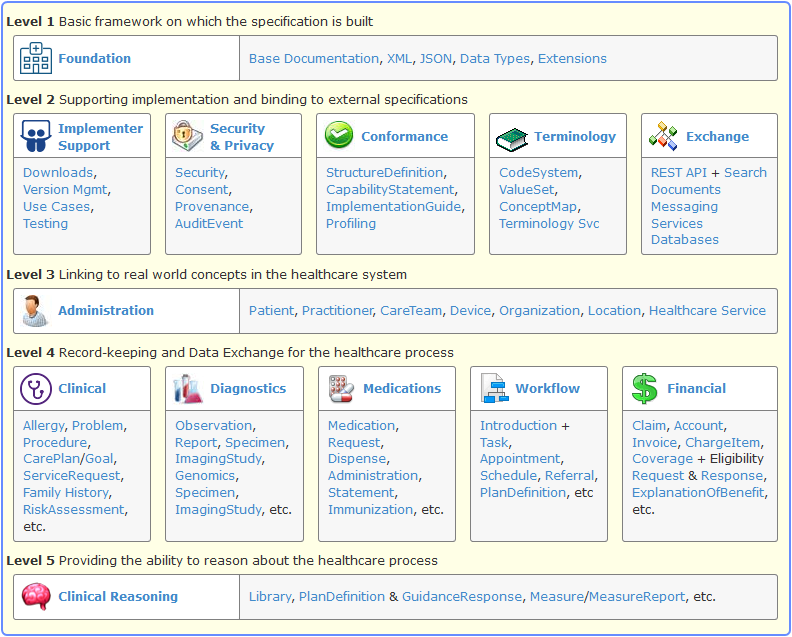 Level 1 Basic framework on which the specification is built
Foundation
Base Documentation, XML, JSON, Data Types, Extensions
Level 2 Supporting implementation and binding to external specifications
Implementer
Support
Downloads,
Version Mgmt,
Use Cases,
Testing
Security
& Privacy
Security,
Consent,
Provenance,
AuditEvent
Conformance
StructureDefinition,
CapabilityStatement,
ImplementationGuide,
Profiling
Terminology
CodeSystem,
ValueSet,
ConceptMap,
Terminology Svc
Exchange
REST API + Search
Documents
Messaging
Services
Databases
Level 3 Linking to real world concepts in the healthcare system
Administration
Patient, Practitioner, CareTeam, Device, Organization, Location, Healthcare Service
Level 4 Record-keeping and Data Exchange for the healthcare process
Clinical
Allergy, Problem,
Procedure,
CarePlan/Goal,
ServiceRequest,
Family History,
RiskAssessment,
etc.
Diagnostics
Observation,
Report, Specimen,
ImagingStudy,
Genomics,
Specimen,
ImagingStudy, etc.
Medications
Medication,
Request,
Dispense,
Administration,
Statement,
Immunization, etc.
Workflow
Introduction +
Task,
Appointment,
Schedule, Referral,
PlanDefinition, etc
Financial
Claim, Account,
Invoice, ChargeItem,
Coverage + Eligibility
Request & Response,
ExplanationOfBenefit,
etc.
Level 5 Providing the ability to reason about the healthcare process
Clinical Reasoning
Library, PlanDefinition & GuidanceResponse, Measure/MeasureReport, etc.